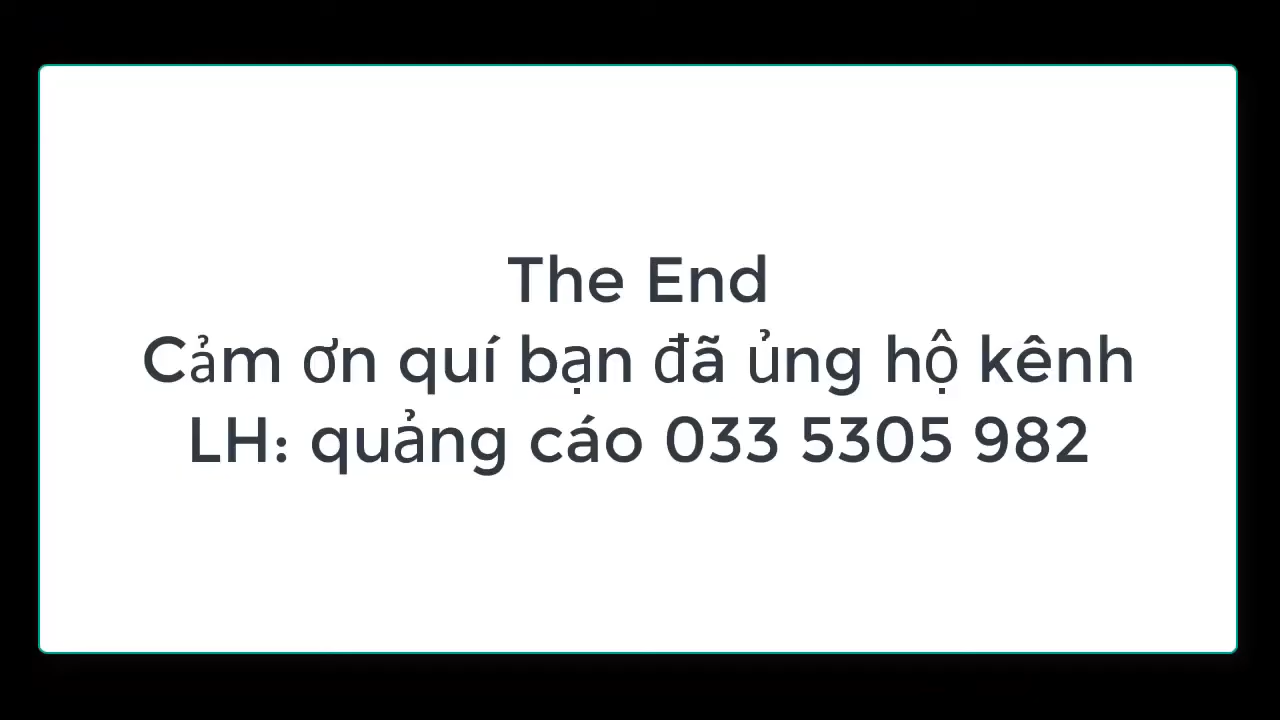 The End
Cảm ơn quí bạn đã ủng hộ kênh
LH: quảng cáo 033 5305 982